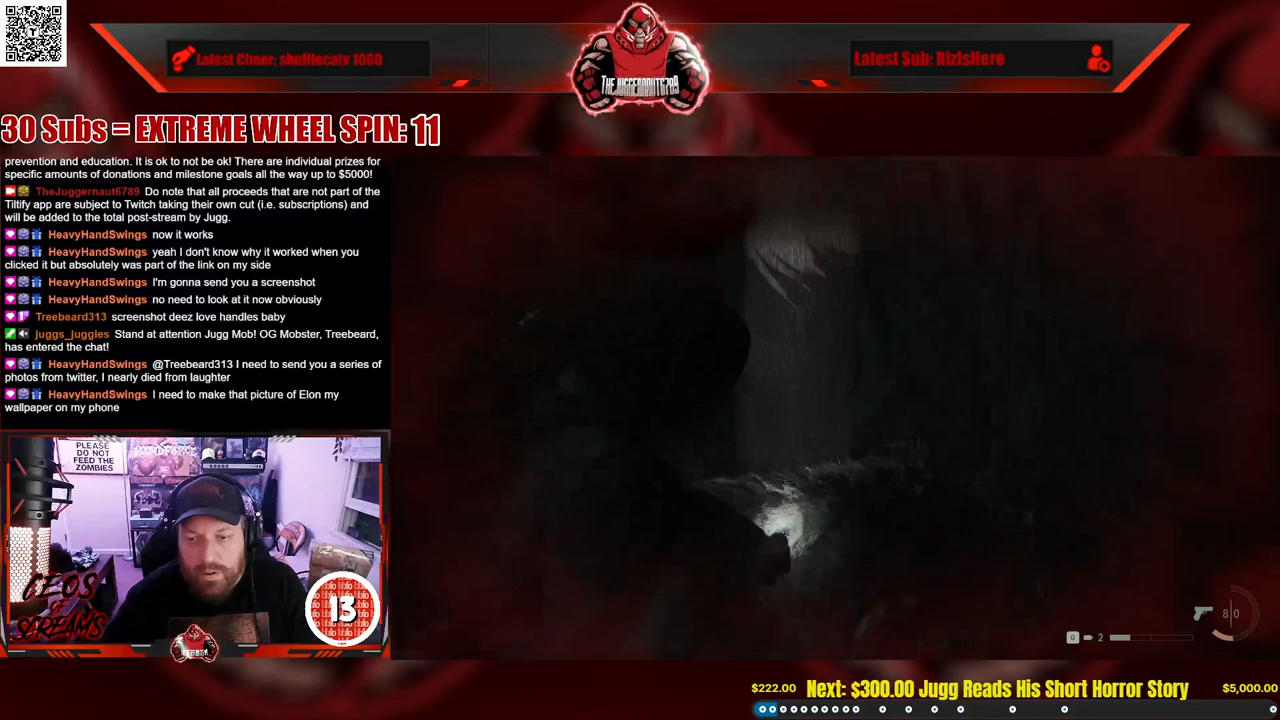 Latest Cheer: shufflecatv 1000
THEJUGGERNAUT6789
Latest Sub: RizIsHere
30 Subs = EXTREME WHEEL SPIN: 11
prevention and education. It is ok to not be ok! There are individual prizes for
specific amounts of donations and milestone goals all the way up to $5000!
TheJuggernaut6789 Do note that all proceeds that are not part of the
Tiltify app are subject to Twitch taking their own cut (i.e. subscriptions) and
will be added to the total post-stream by Jugg.
HeavyHandSwings now it works
HeavyHandSwings yeah I don't know why it worked when you
clicked it but absolutely was part of the link on my side
HeavyHandSwings I'm gonna send you a screenshot
HeavyHandSwings no need to look at it now obviously
Treebeard313 screenshot deez love handles baby
juggs_juggies Stand at attention Jugg Mob! OG Mobster, Treebeard,
has entered the chat!
HeavyHandSwings @Treebeard313 I need to send you a series of
photos from twitter, I nearly died from laughter
HeavyHandSwings I need to make that picture of Elon my
wallpaper on my phone
PLEASE
DO NOT
FEED THE
ZOMBIES
CEOS
OF
SCREAMS
13
8|0
Q 2
$222.00 Next: $300.00 Jugg Reads His Short Horror Story $5,000.00